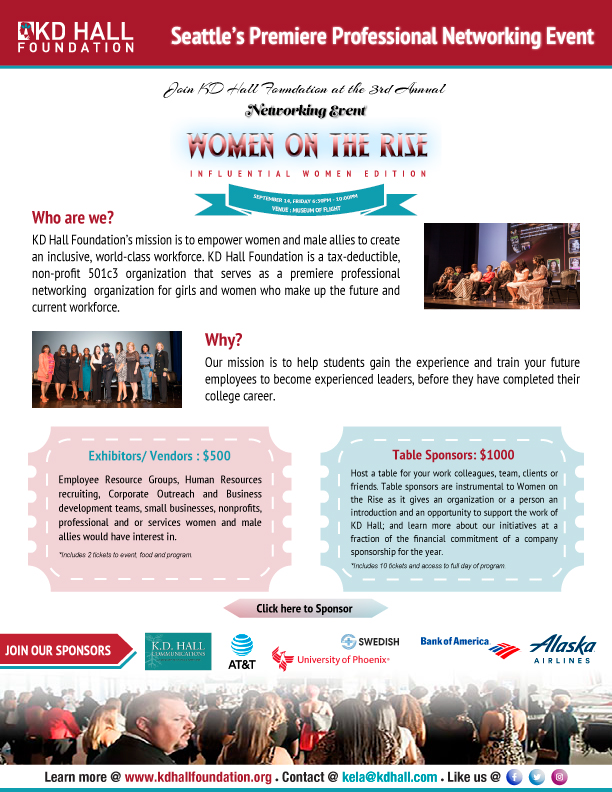 KD HALL
FOUNDATION
Seattle's Premiere Professional Networking Event
Join KD Hall Foundation at the 3rd Annual
Networking Event
WOMEN ON THE RISE
INFLUENTIAL WOMEN EDITION
SEPTEMBER 14, FRIDAY 6:30PM - 10:00PM
VENUE : MUSEUM OF FLIGHT
Who are we?
KD Hall Foundation's mission is to empower women and male allies to create
an inclusive, world-class workforce. KD Hall Foundation is a tax-deductible,
non-profit 501c3 organization that serves as a premiere professional
networking organization for girls and women who make up the future and
current workforce.
Why?
Our mission is to help students gain the experience and train your future
employees to become experienced leaders, before they have completed their
college career.
Exhibitors/ Vendors : $500
Employee Resource Groups, Human Resources
recruiting, Corporate Outreach and Business
development teams, small businesses, nonprofits,
professional and or services women and male
allies would have interest in.
*Includes 2 tickets to event, food and program.
Table Sponsors: $1000
Host a table for your work colleagues, team, clients or
friends. Table sponsors are instrumental to Women on
the Rise as it gives an organization or a person an
introduction and an opportunity to support the work of
KD Hall; and learn more about our initiatives at a
fraction of the financial commitment of a company
sponsorship for the year.
*Includes 10 tickets and access to full day of program
Click here to Sponsor
JOIN OUR SPONSORS
K.D. HALL
COMMUNICATIONS
AT&T
University of Phoenix®
SWEDISH
Bank of America
Alaska
AIRLINES
Learn more @ www.kdhallfoundation.org . Contact @ kela@kdhall.com . Like us @